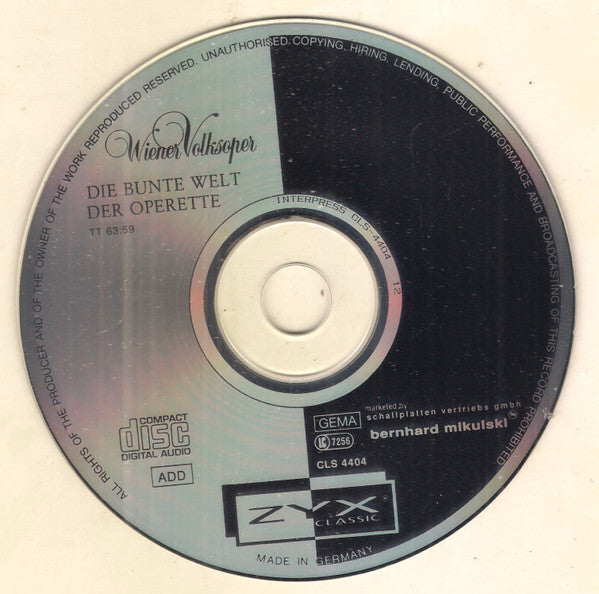 ALL RIGHTS OF THE PRODUCER AND OF THE OWNER OF THE WORK REPRODUCED RESERVED. UNAUTHORISED COPYING, HIRING, LENDING, PUBLIC PERFORMANCE AND BROADCASTING OF THIS RECORD PROHIBITED
Wiener Volksoper
DIE BUNTE WELT
DER OPERETTE
TT 63:59
INTERPRESS CLS-4404 12
COMPACT
disc
DIGITAL AUDIO
ADD
GEMA
LC 7256
CLS 4404
marketed by
schallplatten vertriebs gmbh
bernhard mikulski
ZYX®
CLASSIC
MADE IN GERMANY